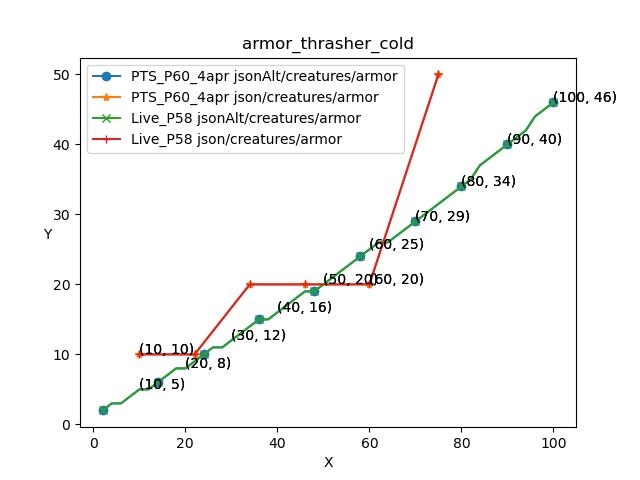 armor_thrasher_cold
PTS_P60_4apr jsonAlt/creatures/armor
PTS_P60_4apr json/creatures/armor
Live_P58 jsonAlt/creatures/armor
Live_P58 json/creatures/armor
50
40
30
20
10
0
Y
(100, 46)
(90, 40)
(80, 34)
(70, 29)
(60, 25)
(50, 20)
(60, 20)
(40, 16)
(30, 12)
(10, 10)
(20, 8)
(10, 5)
0 20 40 60 80 100
X